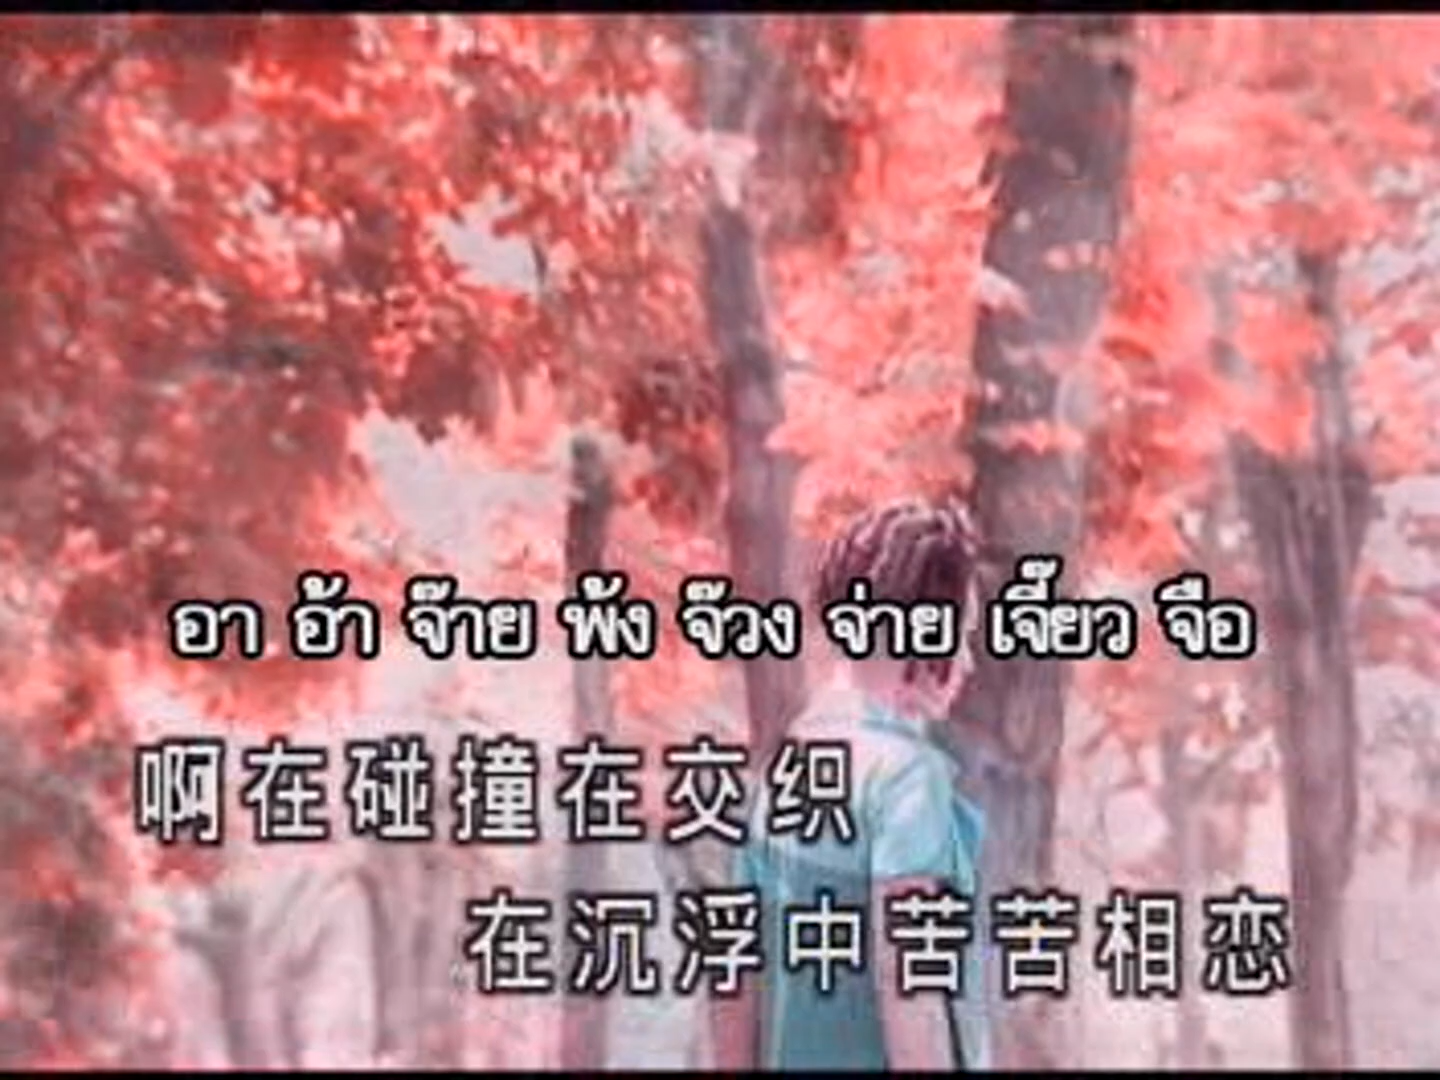 อา อ้า จ๊าย พ้ง จ๊วง จ่าย เจี๊ยว จือ
啊在碰撞在交织
在沉浮中苦苦相恋